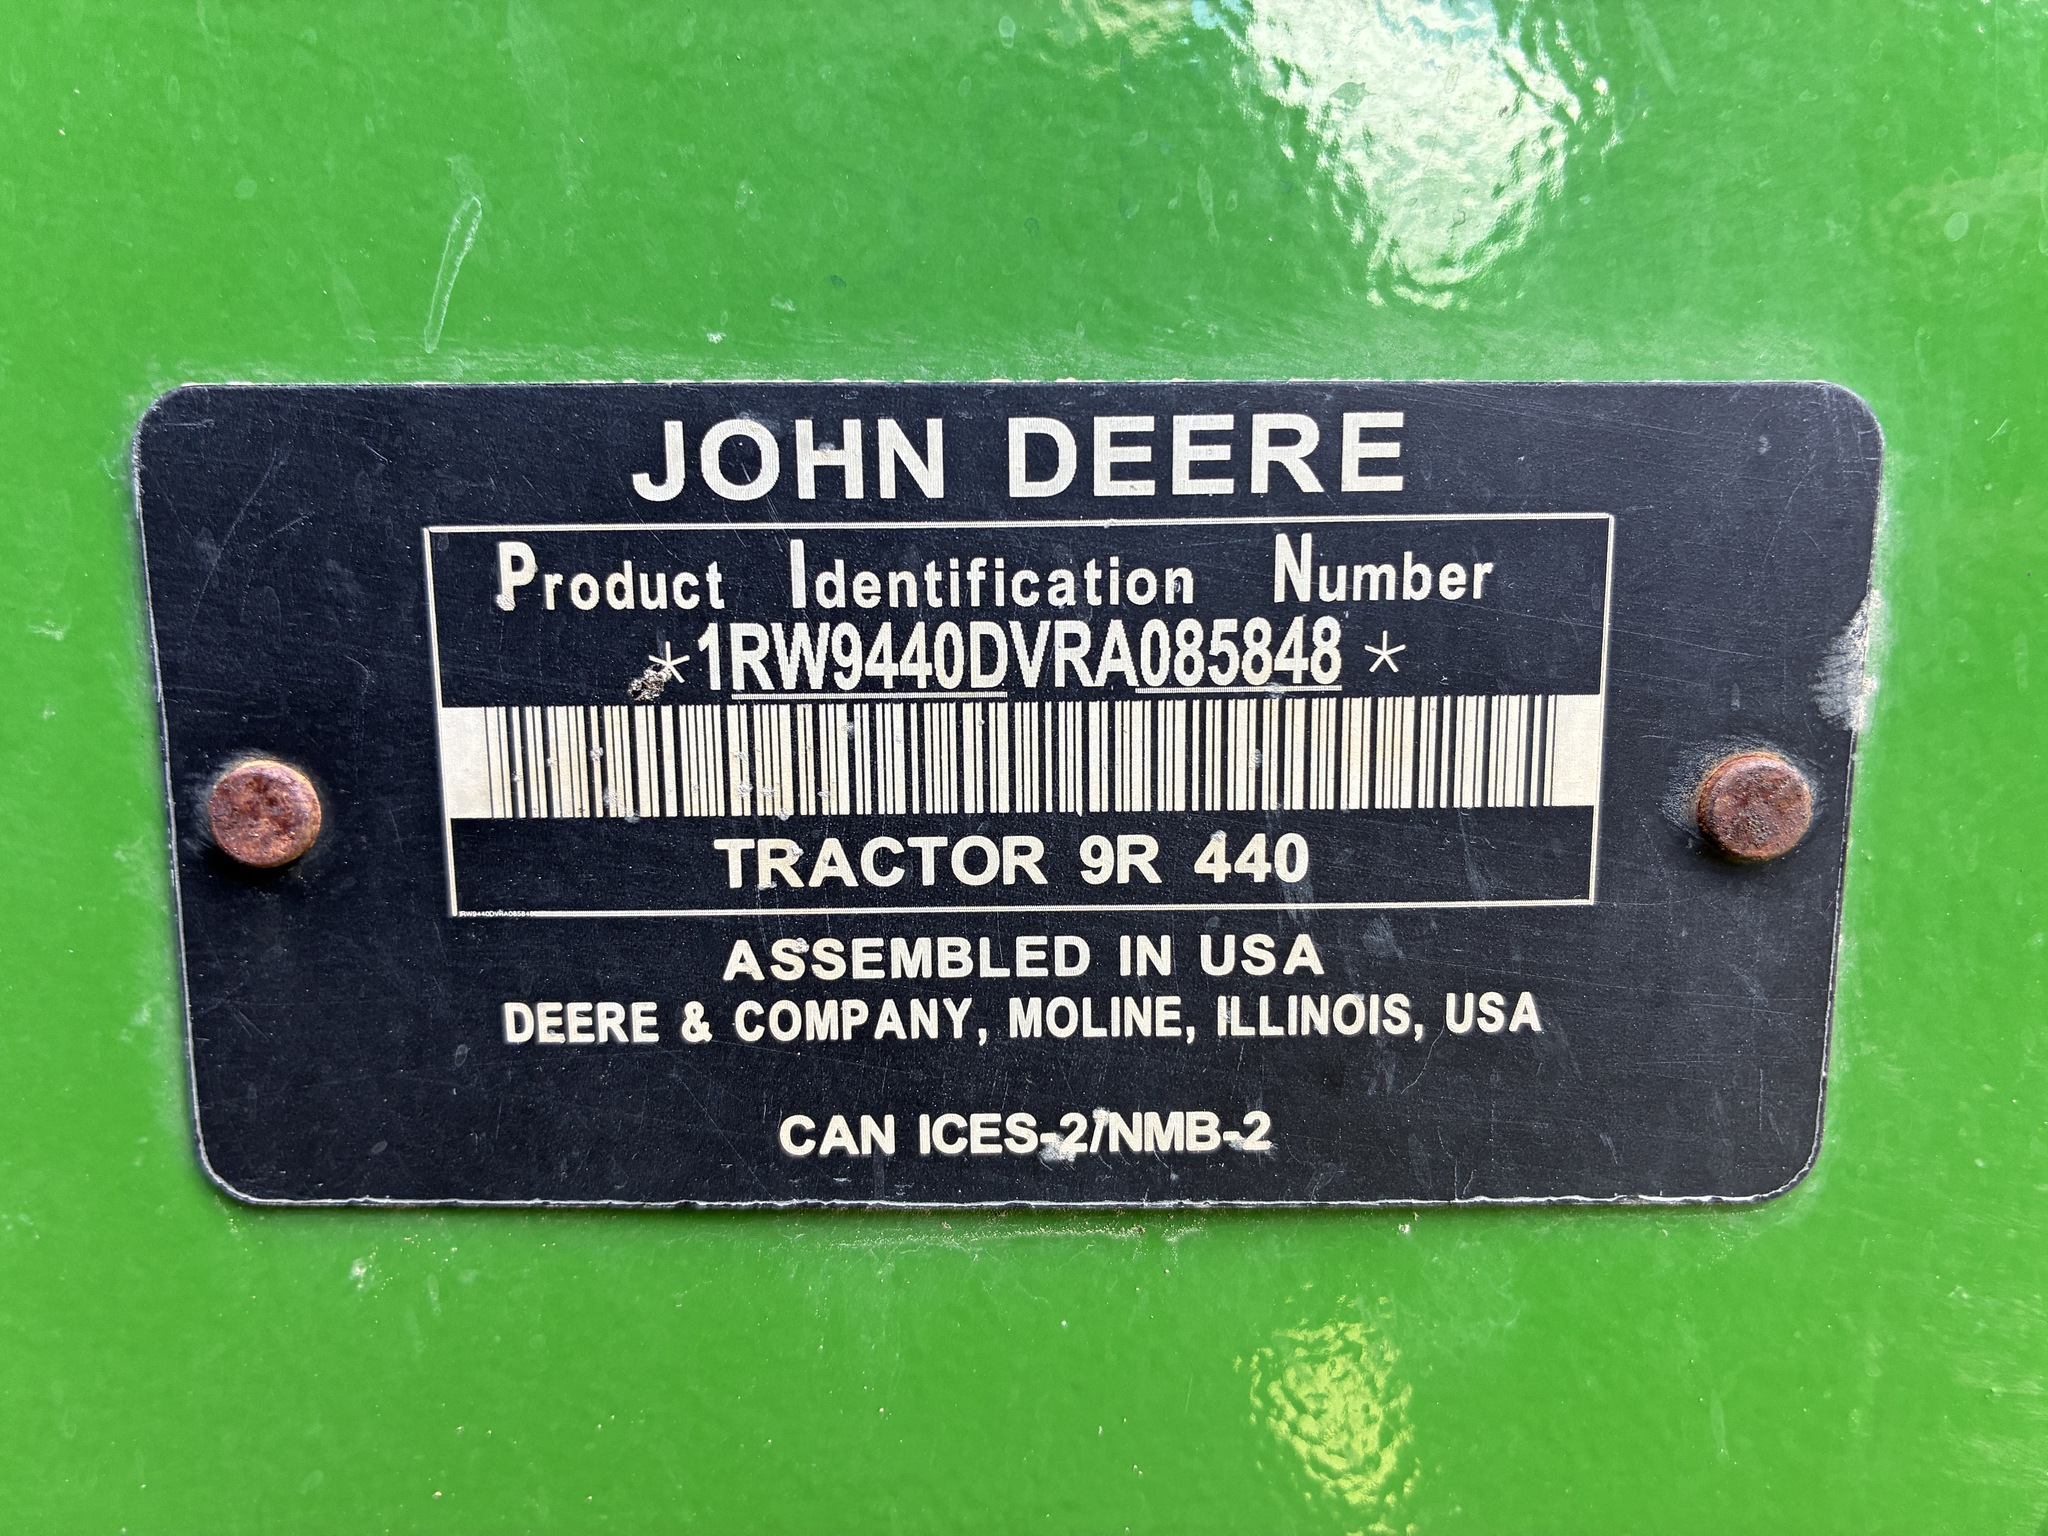 JOHN DEERE
Product Identification Number
*1RW9440DVRA085848*
TRACTOR 9R 440
1RW9440DVRA085848
ASSEMBLED IN USA
DEERE & COMPANY, MOLINE, ILLINOIS, USA
CAN ICES-2/NMB-2